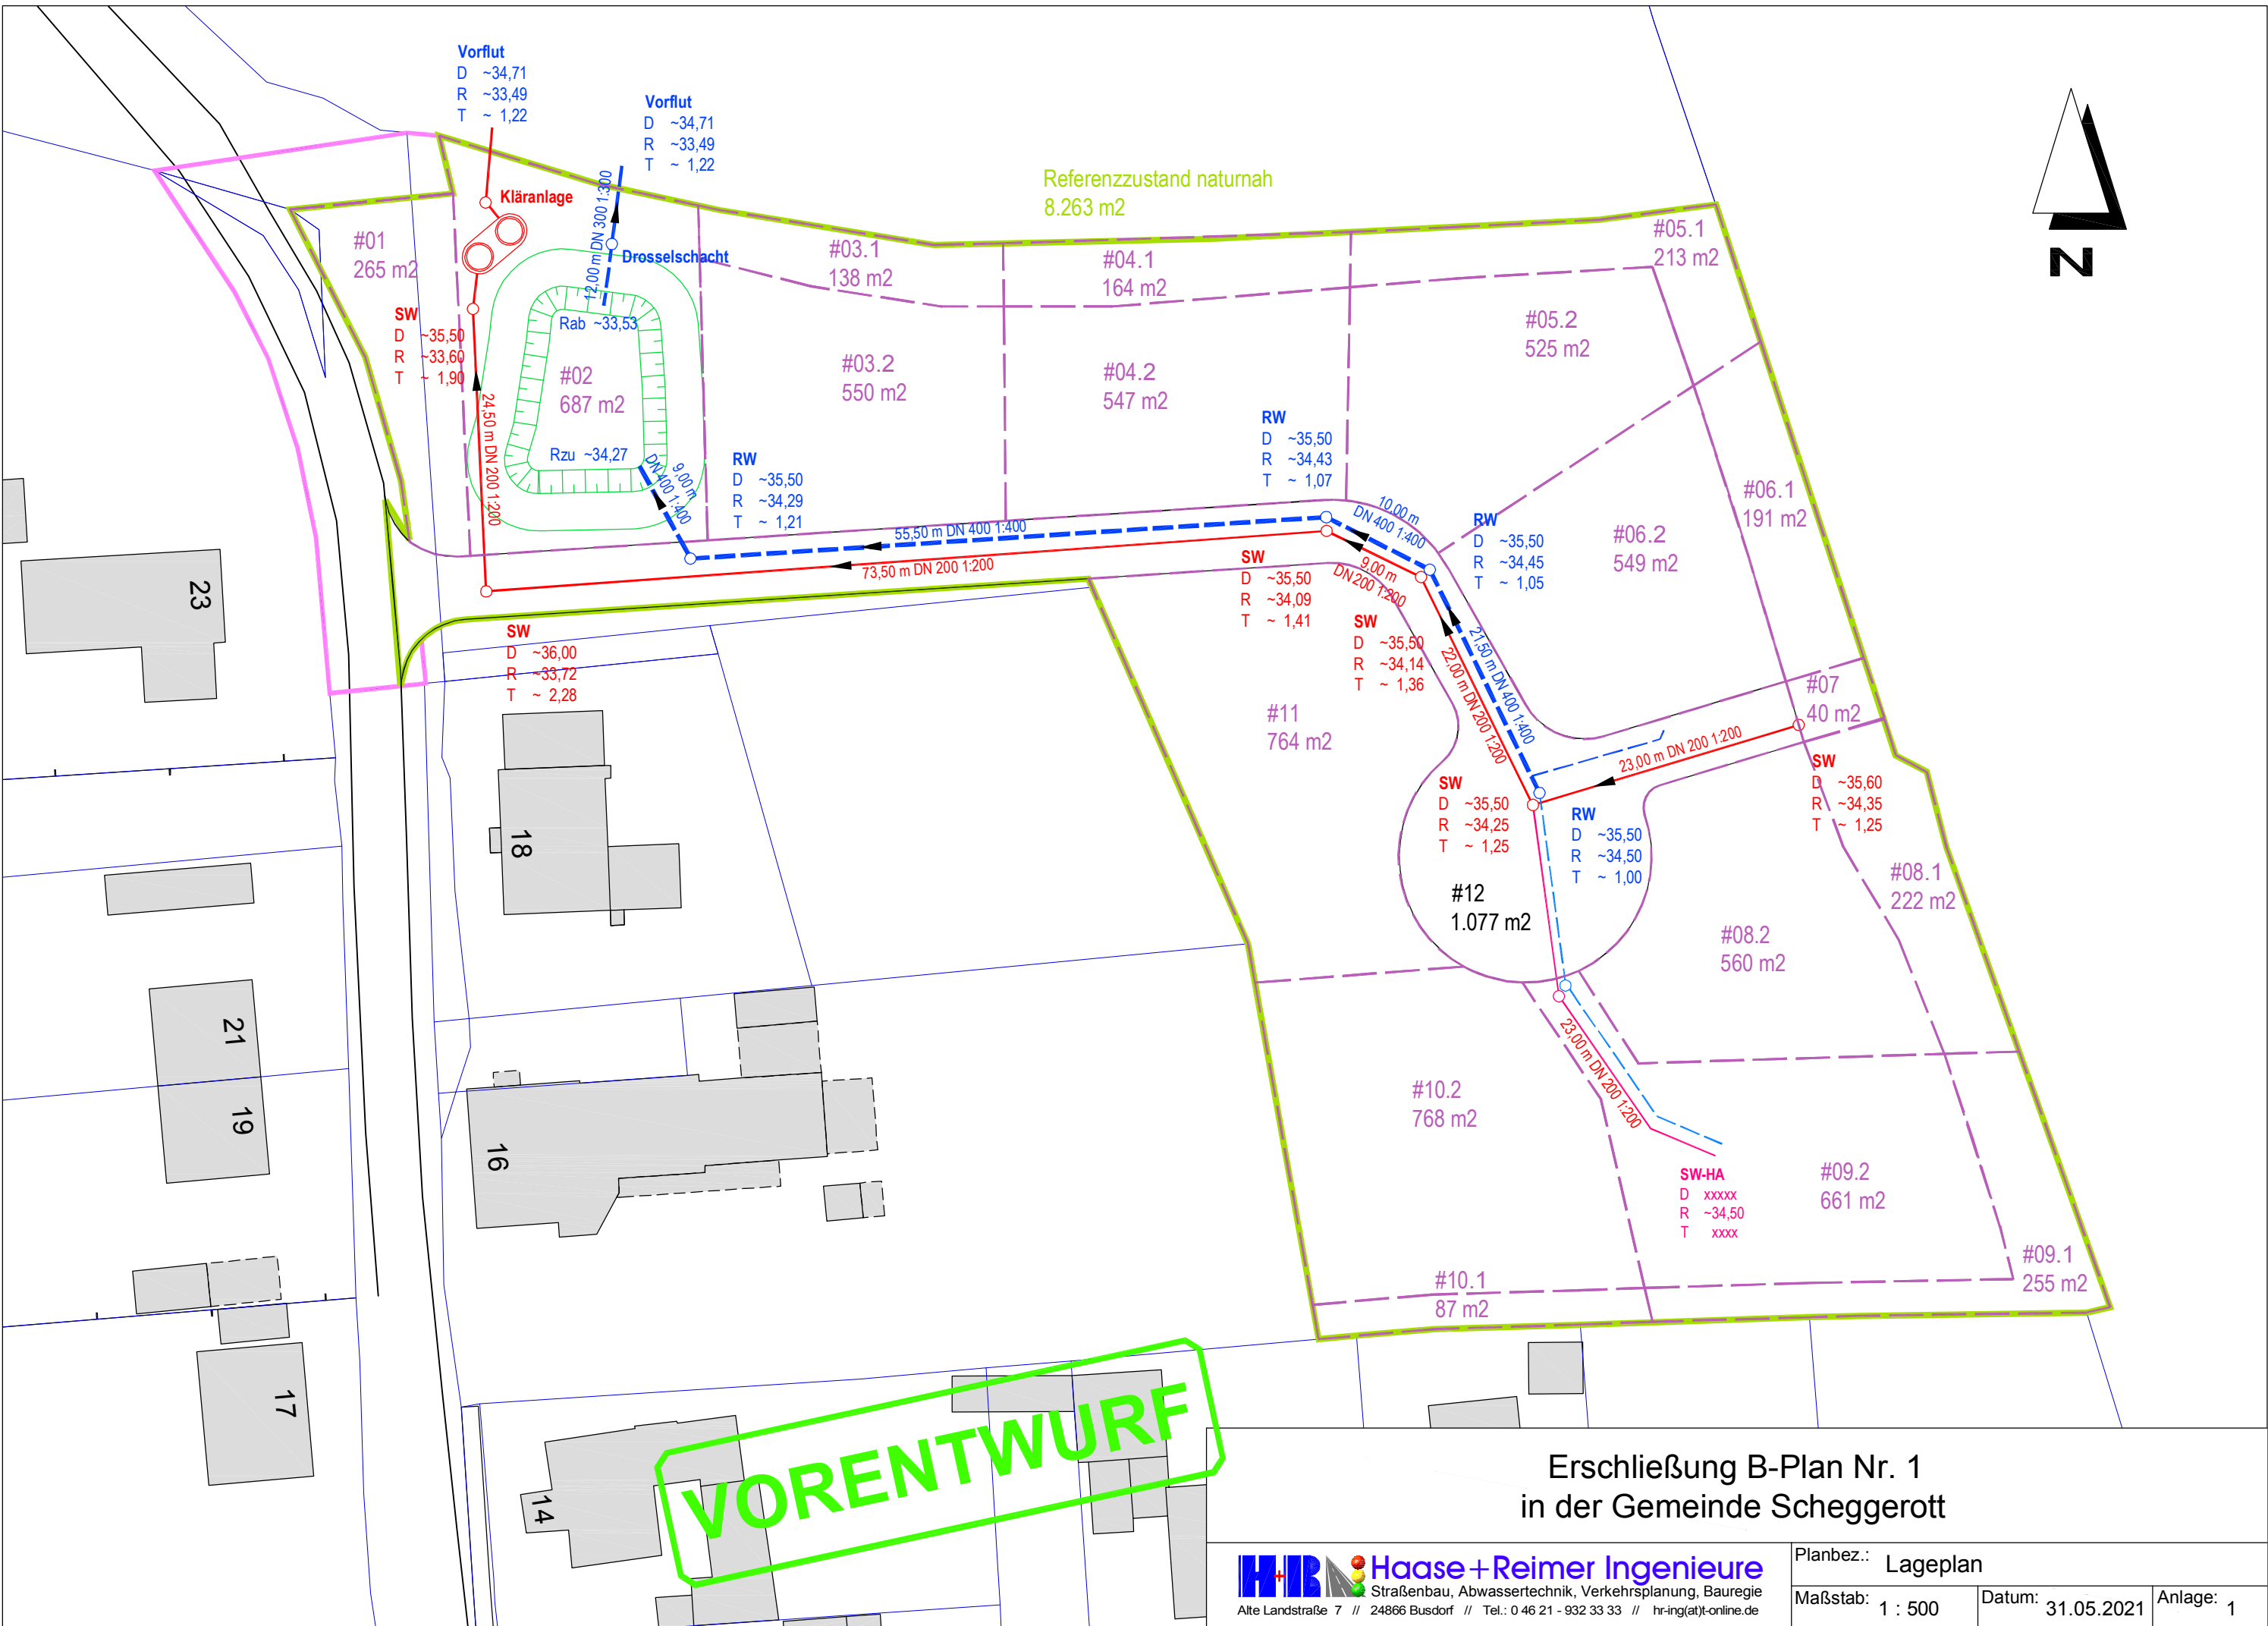 Vorflut
D ~34,71
R ~33,49
T ~ 1,22
Vorflut
D ~34,71
R ~33,49
T ~ 1,22
Kläranlage
12,00 m DN 300 1:300
Drosselschacht
Referenzzustand naturnah
8.263 m2
N
#01
265 m2
#03.1
138 m2
#04.1
164 m2
#05.1
213 m2
SW
D ~35,50
R ~33,60
T ~ 1,90
Rab ~33,53
#02
687 m2
#03.2
550 m2
#04.2
547 m2
#05.2
525 m2
24,50 m DN 200 1:200
Rzu ~34,27
9,00 m
DN 400 1:400
RW
D ~35,50
R ~34,29
T ~ 1,21
RW
D ~35,50
R ~34,43
T ~ 1,07
10,00 m
DN 400 1:400
RW
D ~35,50
R ~34,45
T ~ 1,05
#06.1
191 m2
#06.2
549 m2
55,50 m DN 400 1:400
73,50 m DN 200 1:200
SW
D ~35,50
R ~34,09
T ~ 1,41
9,00 m
DN200 1:200
SW
D ~35,50
R ~34,14
T ~ 1,36
SW
D ~36,00
R ~33,72
T ~ 2,28
21,50 m DN 400 1:400
22,00 m DN 200 1:200
#07
40 m2
#11
764 m2
23,00 m DN 200 1:200
SW
D ~35,60
R ~34,35
T ~ 1,25
SW
D ~35,50
R ~34,25
T ~ 1,25
RW
D ~35,50
R ~34,50
T ~ 1,00
#12
1.077 m2
#08.1
222 m2
#08.2
560 m2
23,00 m DN 200 1:200
#10.2
768 m2
SW-HA
D xxxxx
R ~34,50
T xxxx
#09.2
661 m2
#09.1
255 m2
#10.1
87 m2
23
18
21
19
16
17
14
VORENTWURF
Erschließung B-Plan Nr. 1
in der Gemeinde Scheggerott
H+R Haase+Reimer Ingenieure
Straßenbau, Abwassertechnik, Verkehrsplanung, Bauregie
Alte Landstraße 7 // 24866 Busdorf // Tel.: 0 46 21 - 932 33 33 // hr-ing(at)t-online.de
Planbez.: Lageplan
Maßstab: 1 : 500
Datum: 31.05.2021
Anlage: 1